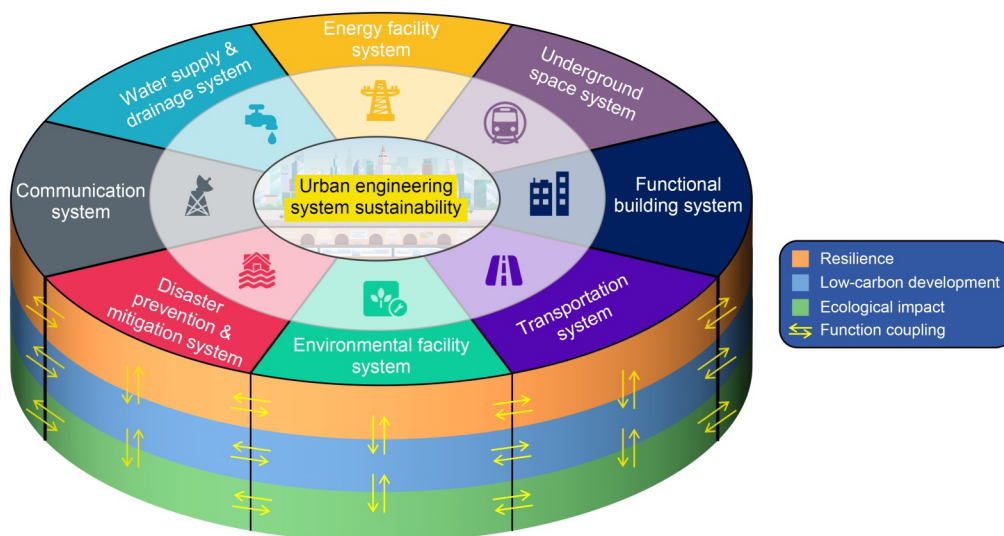 Energy facility
system
Underground
space system
Water supply &
drainage system
Communication
system
Urban engineering
system sustainability
Functional
building system
Disaster
prevention &
mitigation system
Environmental facility
system
Transportation
system
Resilience
Low-carbon development
Ecological impact
Function coupling